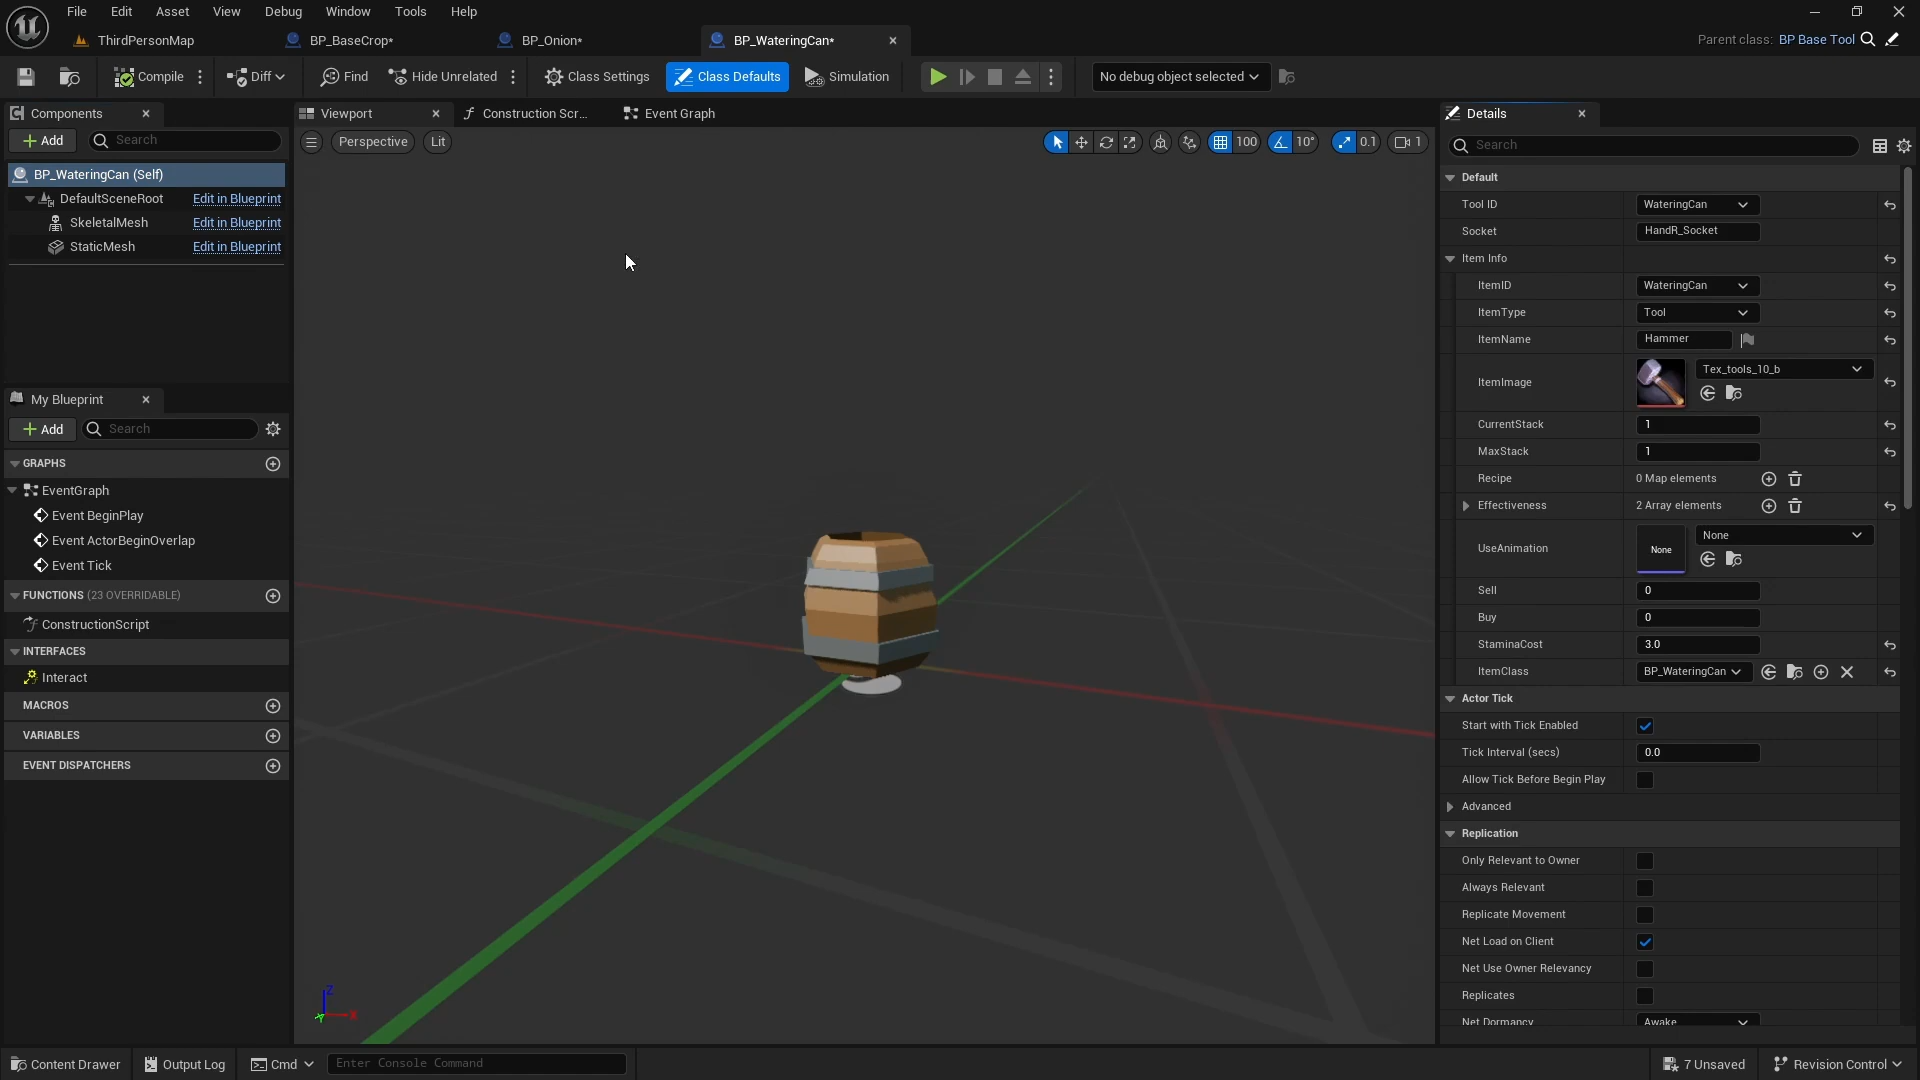 File Edit Asset View Debug Window Tools Help
ThirdPersonMap BP_BaseCrop* BP_Onion* BP_WateringCan*
Parent class: BP Base Tool
Compile Diff Find Hide Unrelated Class Settings Class Defaults Simulation No debug object selected
Components
Add Search
BP_WateringCan (Self)
DefaultSceneRoot Edit in Blueprint
SkeletalMesh Edit in Blueprint
StaticMesh Edit in Blueprint
My Blueprint
Add Search
GRAPHS
EventGraph
Event BeginPlay
Event ActorBeginOverlap
Event Tick
FUNCTIONS (23 OVERRIDABLE)
ConstructionScript
INTERFACES
Interact
MACROS
VARIABLES
EVENT DISPATCHERS
Viewport Construction Scr... Event Graph
Perspective Lit
100 10° 0.1 1
Z
X
Y
Details
Search
Default
Tool ID WateringCan
Socket HandR_Socket
Item Info
ItemID WateringCan
ItemType Tool
ItemName Hammer
ItemImage Tex_tools_10_b
CurrentStack 1
MaxStack 1
Recipe 0 Map elements
Effectiveness 2 Array elements
UseAnimation None None
Sell 0
Buy 0
StaminaCost 3.0
ItemClass BP_WateringCan
Actor Tick
Start with Tick Enabled
Tick Interval (secs) 0.0
Allow Tick Before Begin Play
Advanced
Replication
Only Relevant to Owner
Always Relevant
Replicate Movement
Net Load on Client
Net Use Owner Relevancy
Replicates
Net Dormancy Awake
Content Drawer Output Log Cmd Enter Console Command 7 Unsaved Revision Control